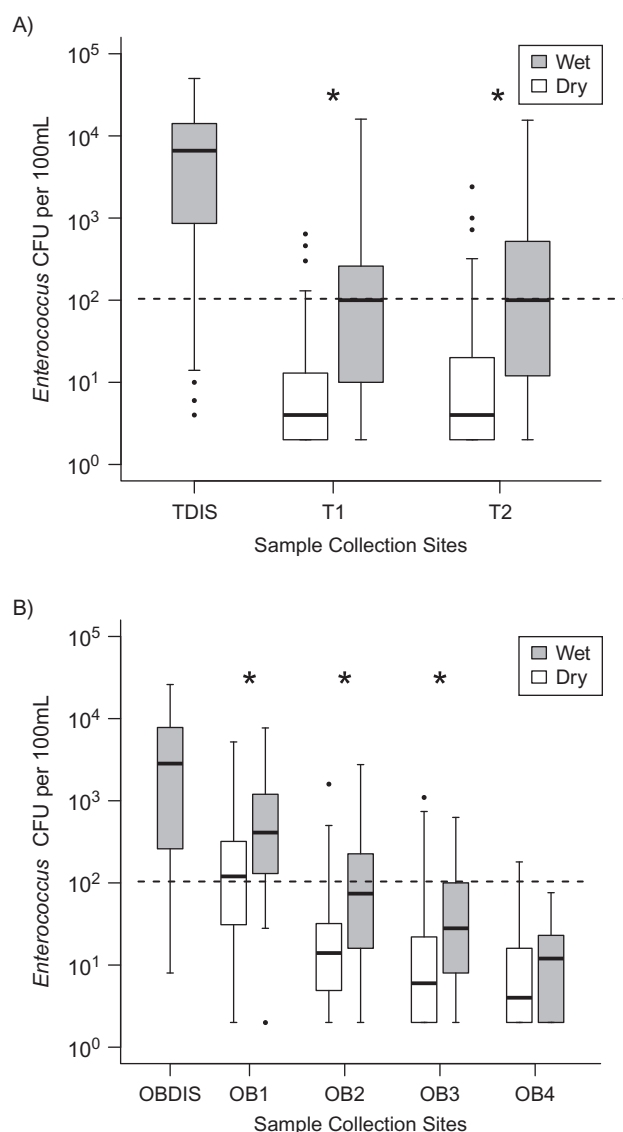 A)
10⁵
Wet
Dry
* *
10⁴
10³
10²
10¹
10⁰
Enterococcus CFU per 100mL
TDIS T1 T2
Sample Collection Sites
B)
10⁵
Wet
Dry
* * *
10⁴
10³
10²
10¹
10⁰
Enterococcus CFU per 100mL
OBDIS OB1 OB2 OB3 OB4
Sample Collection Sites